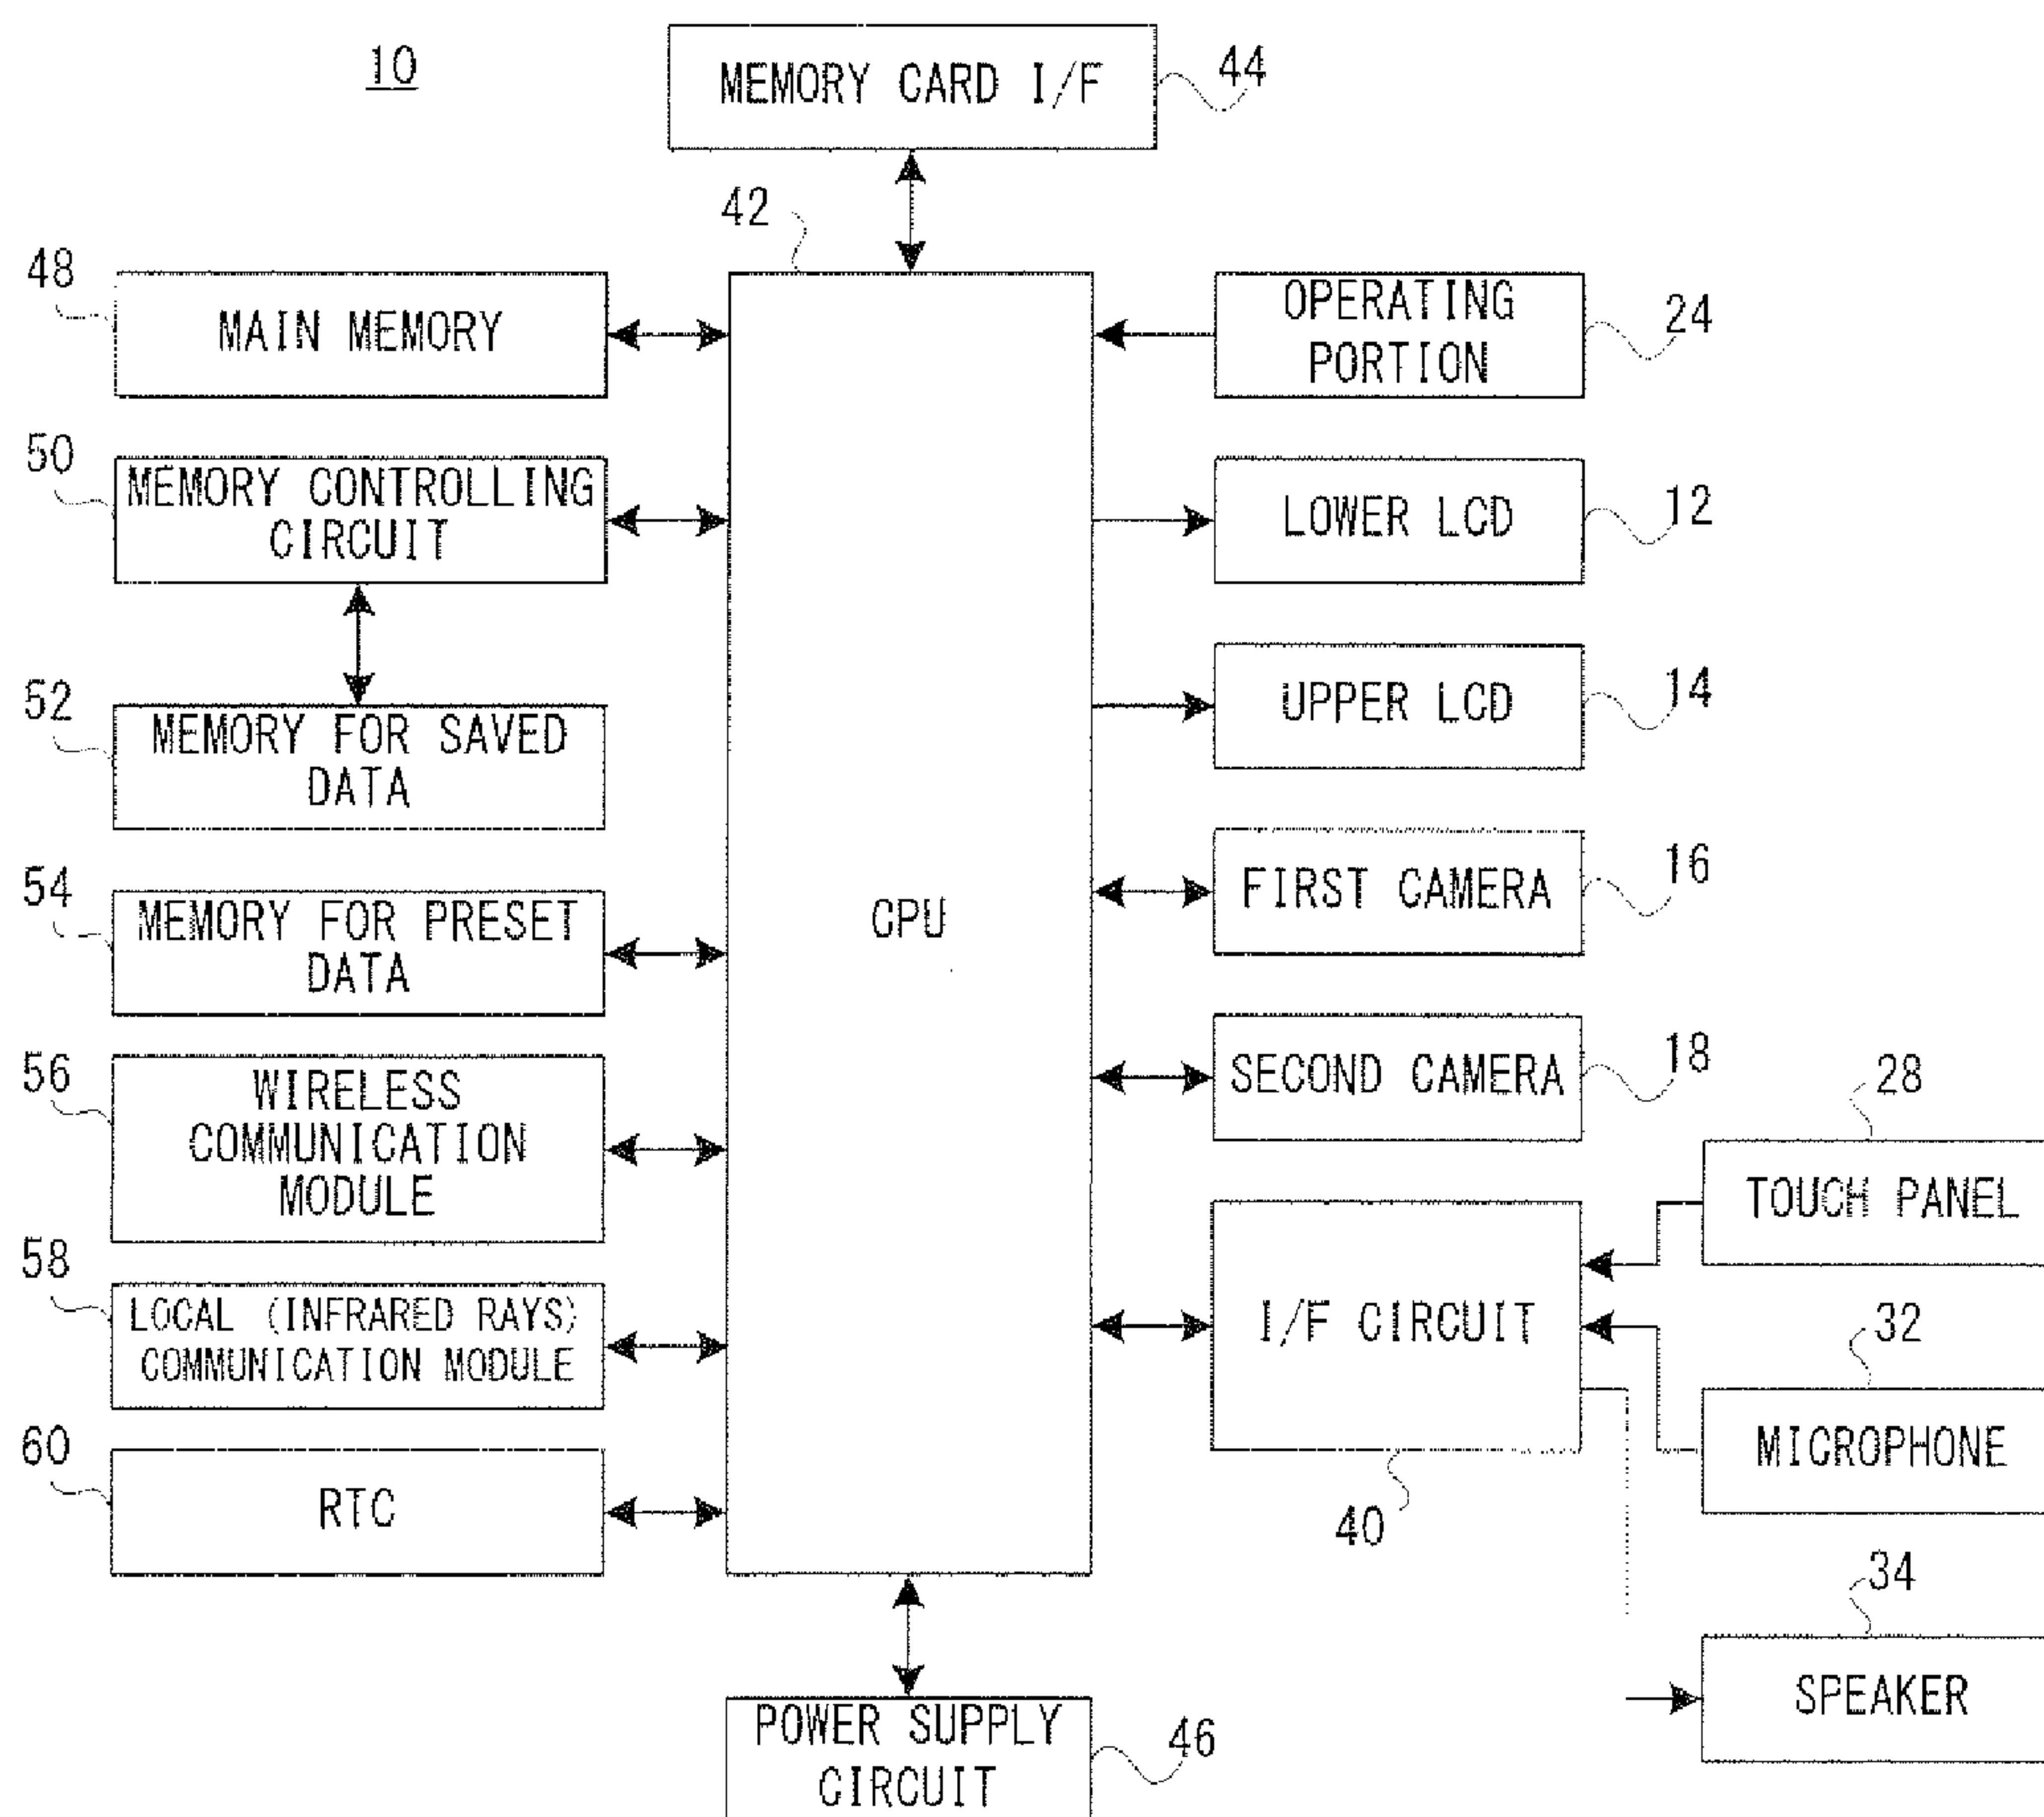 10
MEMORY CARD I/F
44
42
48
MAIN MEMORY
OPERATING
PORTION
24
50
MEMORY CONTROLLING
CIRCUIT
LOWER LCD
12
52
MEMORY FOR SAVED
DATA
UPPER LCD
14
54
MEMORY FOR PRESET
DATA
CPU
FIRST CAMERA
16
56
WIRELESS
COMMUNICATION
MODULE
SECOND CAMERA
18
28
TOUCH PANEL
58
LOCAL (INFRARED RAYS)
COMMUNICATION MODULE
I/F CIRCUIT
32
MICROPHONE
60
RTC
40
34
SPEAKER
POWER SUPPLY
CIRCUIT
46